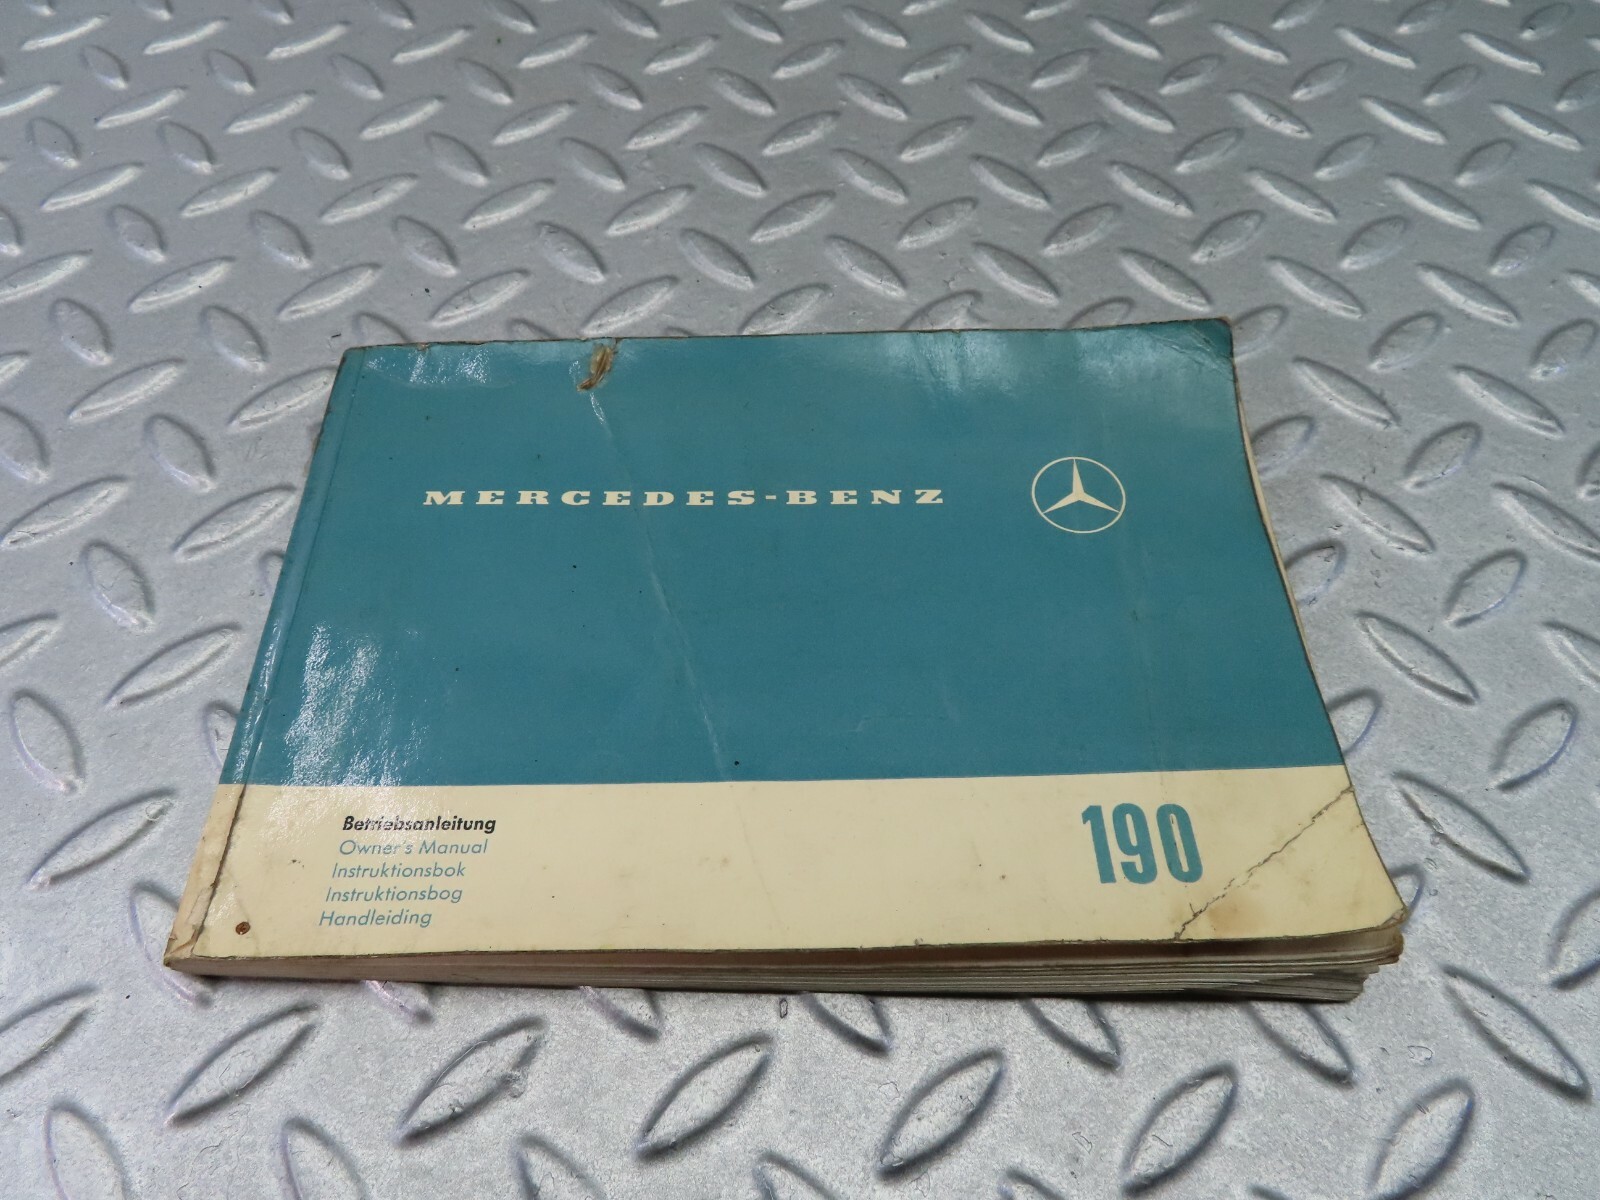 MERCEDES-BENZ
Betriebsanleitung
Owner's Manual
Instruktionsbok
Instruktionsbog
Handleiding
190